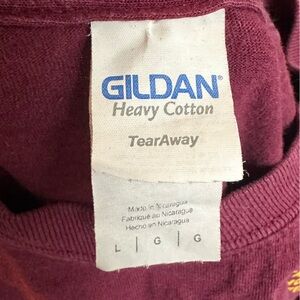 GILDAN®
Heavy Cotton
TearAway
Made in Nicaragua
Fabriqué au Nicaragua
Hecho en Nicaragua
L | G | G